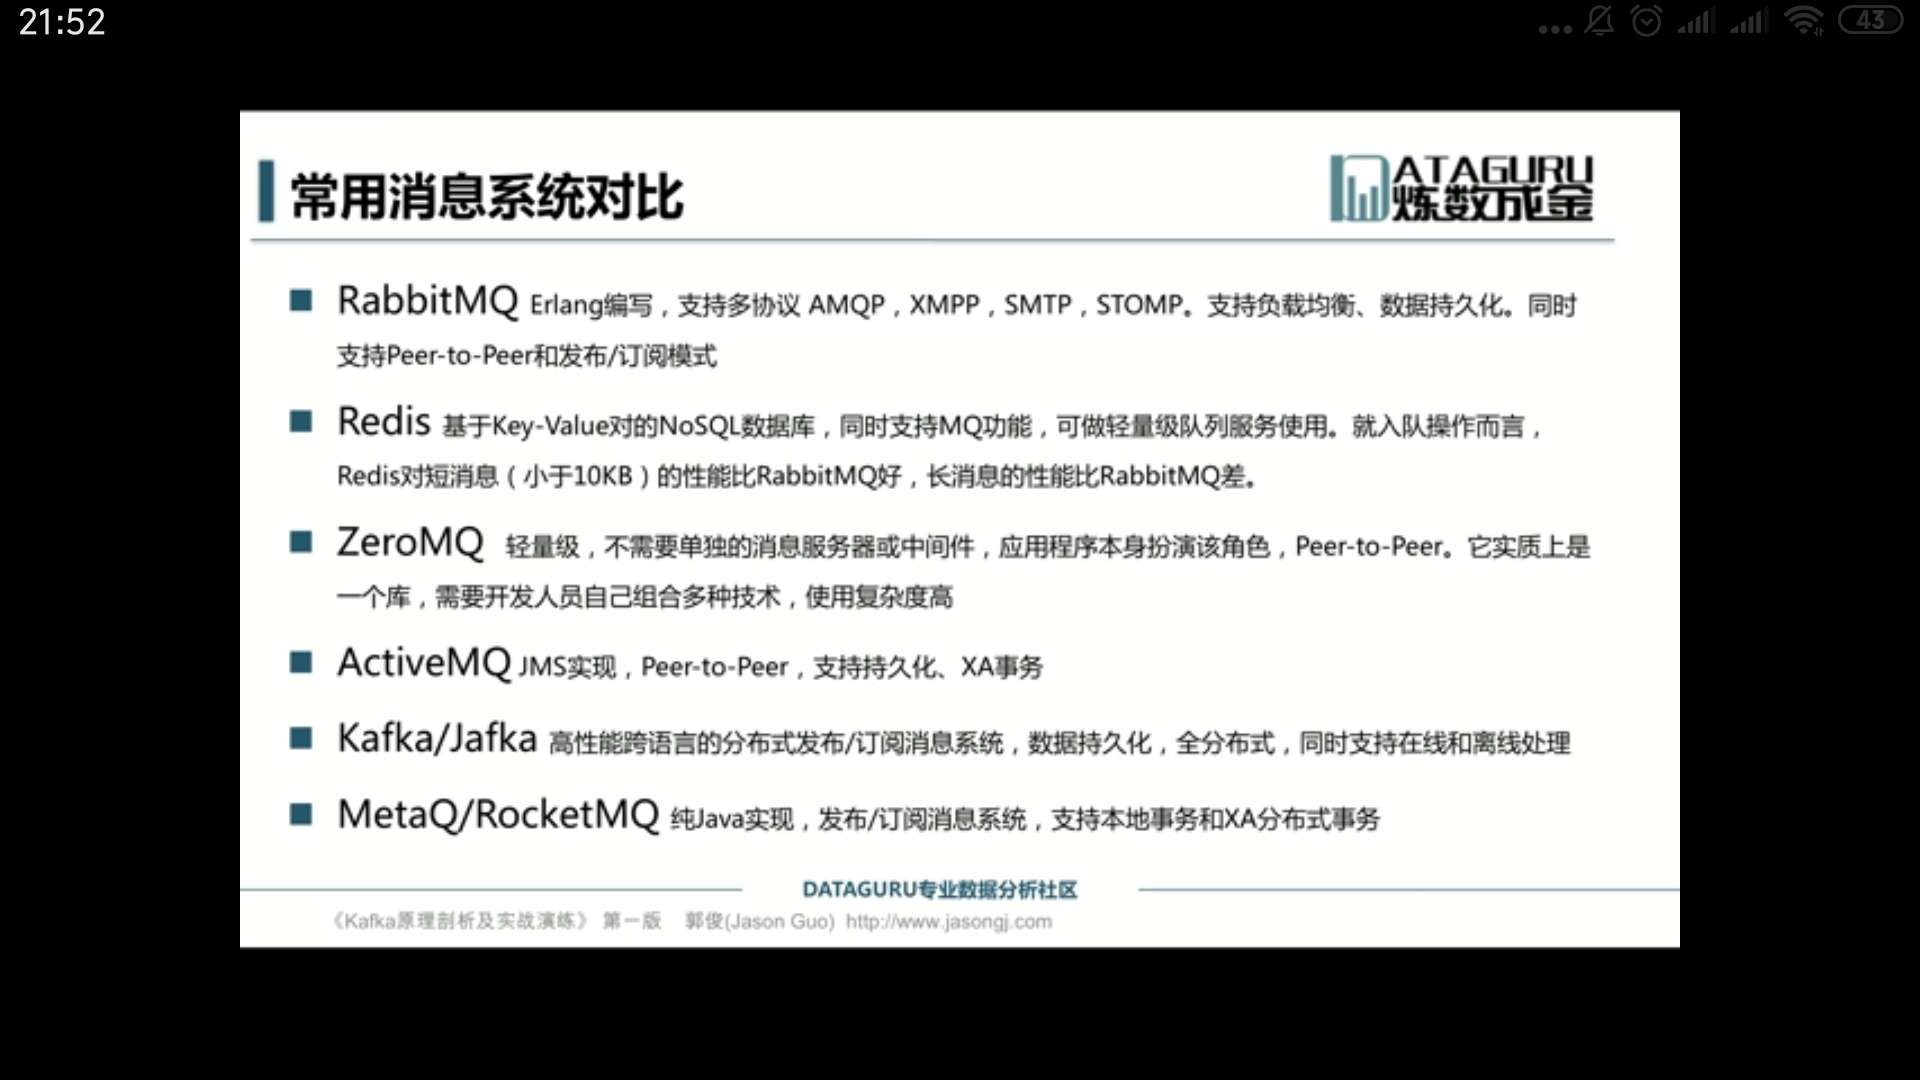 21:52
43
常用消息系统对比
ATAGURU
炼数成金
RabbitMQ Erlang编写，支持多协议 AMQP，XMPP，SMTP，STOMP。支持负载均衡、数据持久化。同时
支持Peer-to-Peer和发布/订阅模式
Redis 基于Key-Value对的NoSQL数据库，同时支持MQ功能，可做轻量级队列服务使用。就入队操作而言，
Redis对短消息（小于10KB）的性能比RabbitMQ好，长消息的性能比RabbitMQ差。
ZeroMQ 轻量级，不需要单独的消息服务器或中间件，应用程序本身扮演该角色，Peer-to-Peer。它实质上是
一个库，需要开发人员自己组合多种技术，使用复杂度高
ActiveMQ JMS实现，Peer-to-Peer，支持持久化、XA事务
Kafka/Jafka 高性能跨语言的分布式发布/订阅消息系统，数据持久化，全分布式，同时支持在线和离线处理
MetaQ/RocketMQ 纯Java实现，发布/订阅消息系统，支持本地事务和XA分布式事务
DATAGURU专业数据分析社区
《Kafka原理剖析及实战演练》 第一版 郭俊(Jason Guo) http://www.jasongj.com